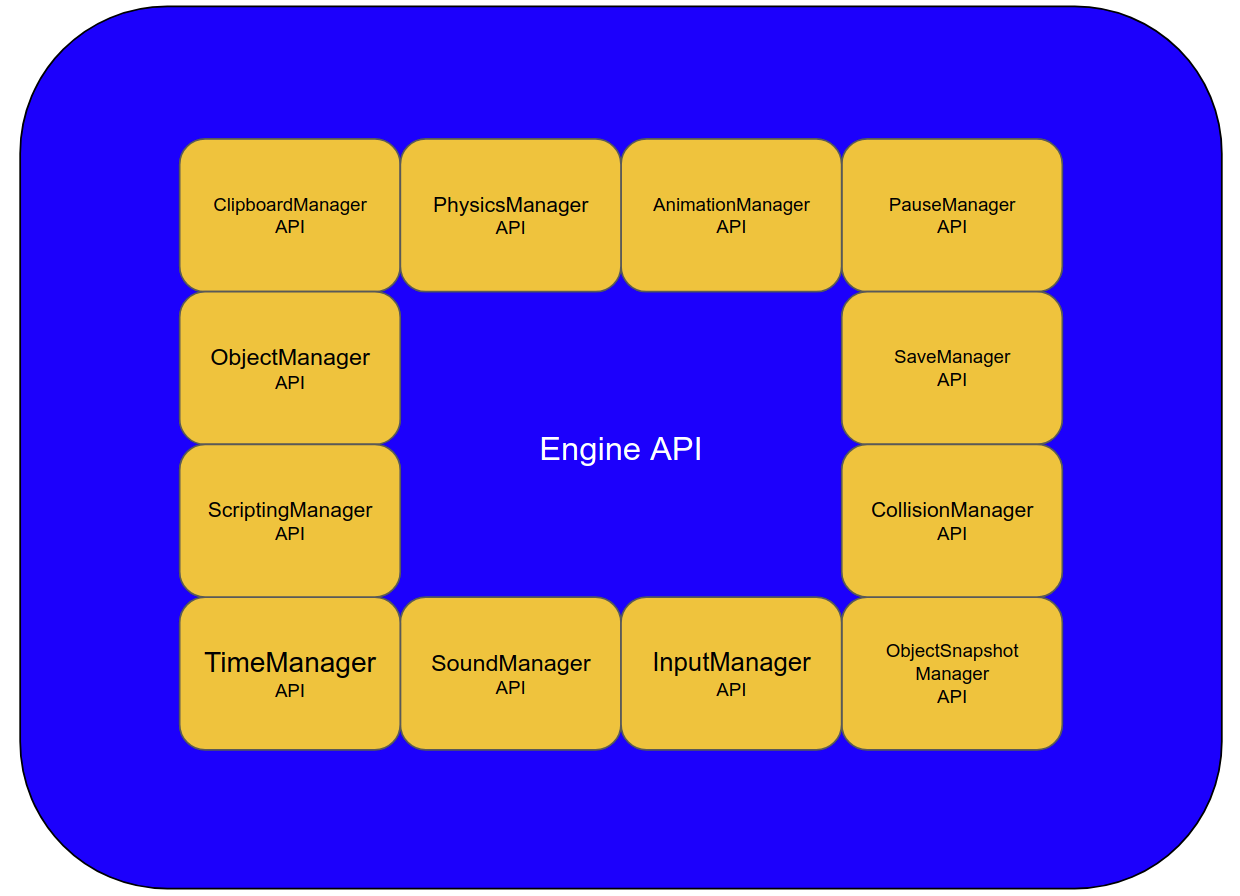 ClipboardManager
API
PhysicsManager
API
AnimationManager
API
PauseManager
API
ObjectManager
API
SaveManager
API
Engine API
ScriptingManager
API
CollisionManager
API
TimeManager
API
SoundManager
API
InputManager
API
ObjectSnapshot
Manager
API